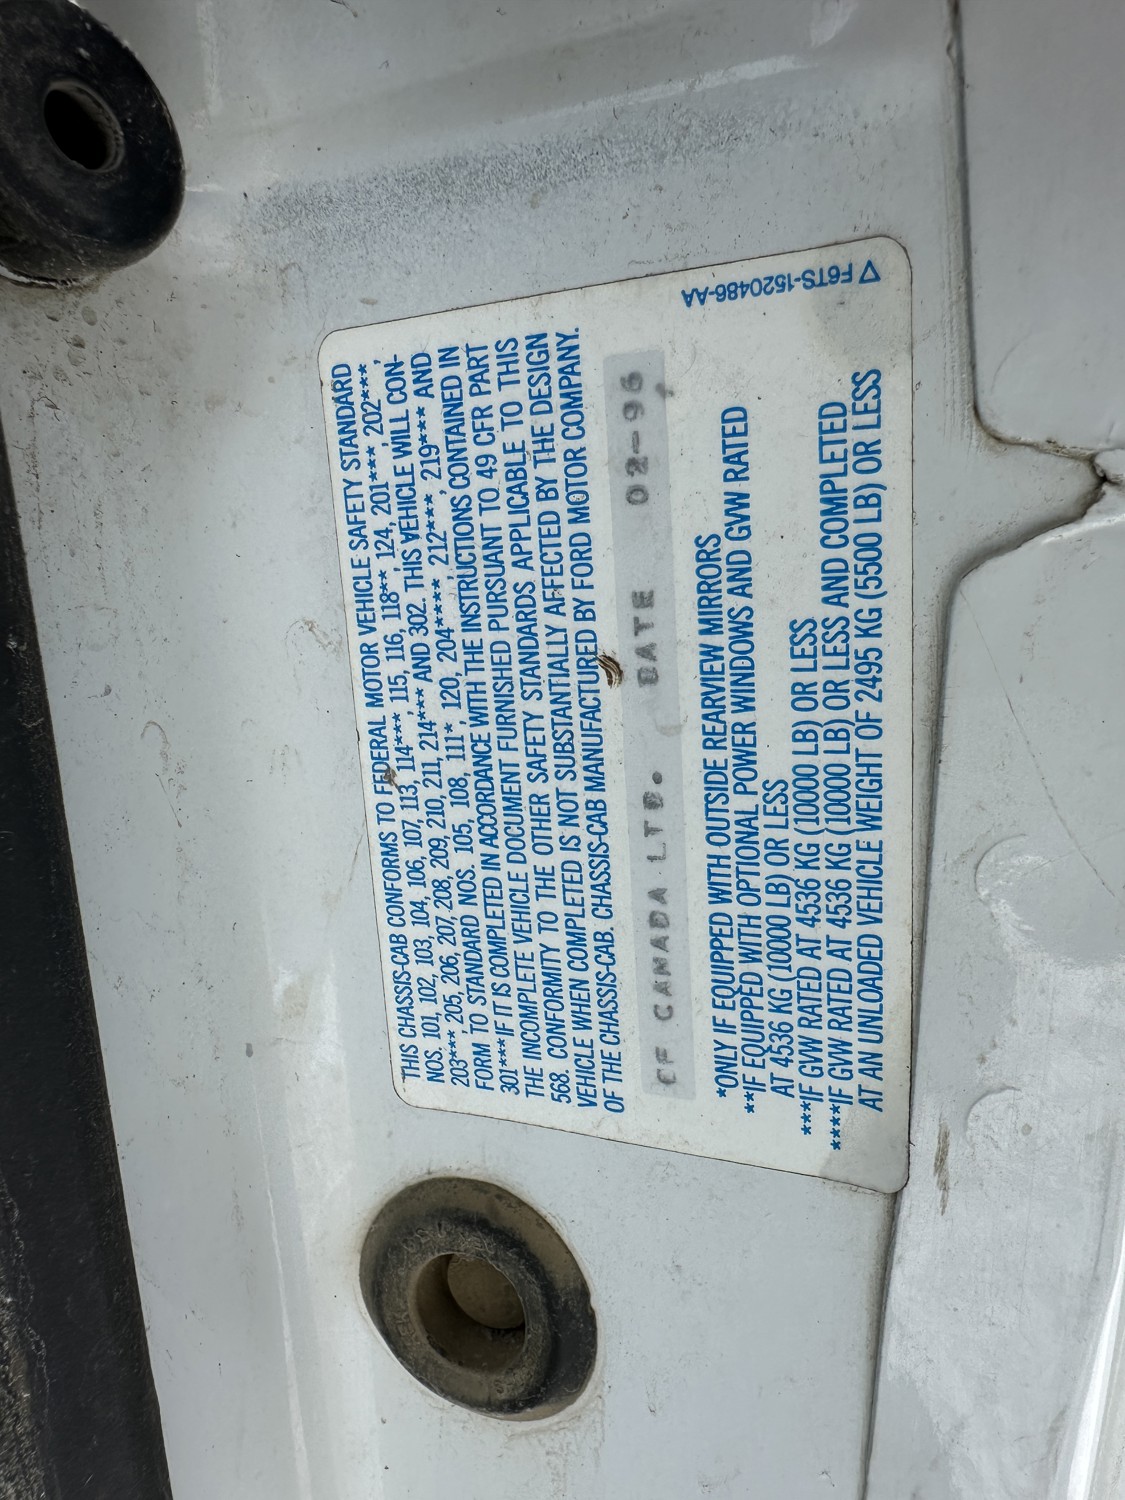 THIS CHASSIS-CAB CONFORMS TO FEDERAL MOTOR VEHICLE SAFETY STANDARD
NOS. 101, 102, 103, 104, 106, 107, 113, 114***, 115, 116, 118**, 124, 201***, 202***,
203***, 205, 206, 207, 208, 209, 210, 211, 214*** AND 302. THIS VEHICLE WILL CON-
FORM TO STANDARD NOS. 105, 108, 111*, 120, 204****, 212***, 219*** AND
301*** IF IT IS COMPLETED IN ACCORDANCE WITH THE INSTRUCTIONS CONTAINED IN
THE INCOMPLETE VEHICLE DOCUMENT FURNISHED PURSUANT TO 49 CFR PART
568. CONFORMITY TO THE OTHER SAFETY STANDARDS APPLICABLE TO THIS
VEHICLE WHEN COMPLETED IS NOT SUBSTANTIALLY AFFECTED BY THE DESIGN
OF THE CHASSIS-CAB. CHASSIS-CAB MANUFACTURED BY FORD MOTOR COMPANY.
OF CANADA LTD. DATE 02-96
*ONLY IF EQUIPPED WITH OUTSIDE REARVIEW MIRRORS
**IF EQUIPPED WITH OPTIONAL POWER WINDOWS AND GVW RATED
AT 4536 KG (10000 LB) OR LESS
***IF GVW RATED AT 4536 KG (10000 LB) OR LESS
****IF GVW RATED AT 4536 KG (10000 LB) OR LESS AND COMPLETED
AT AN UNLOADED VEHICLE WEIGHT OF 2495 KG (5500 LB) OR LESS
F6TS-1520486-AA